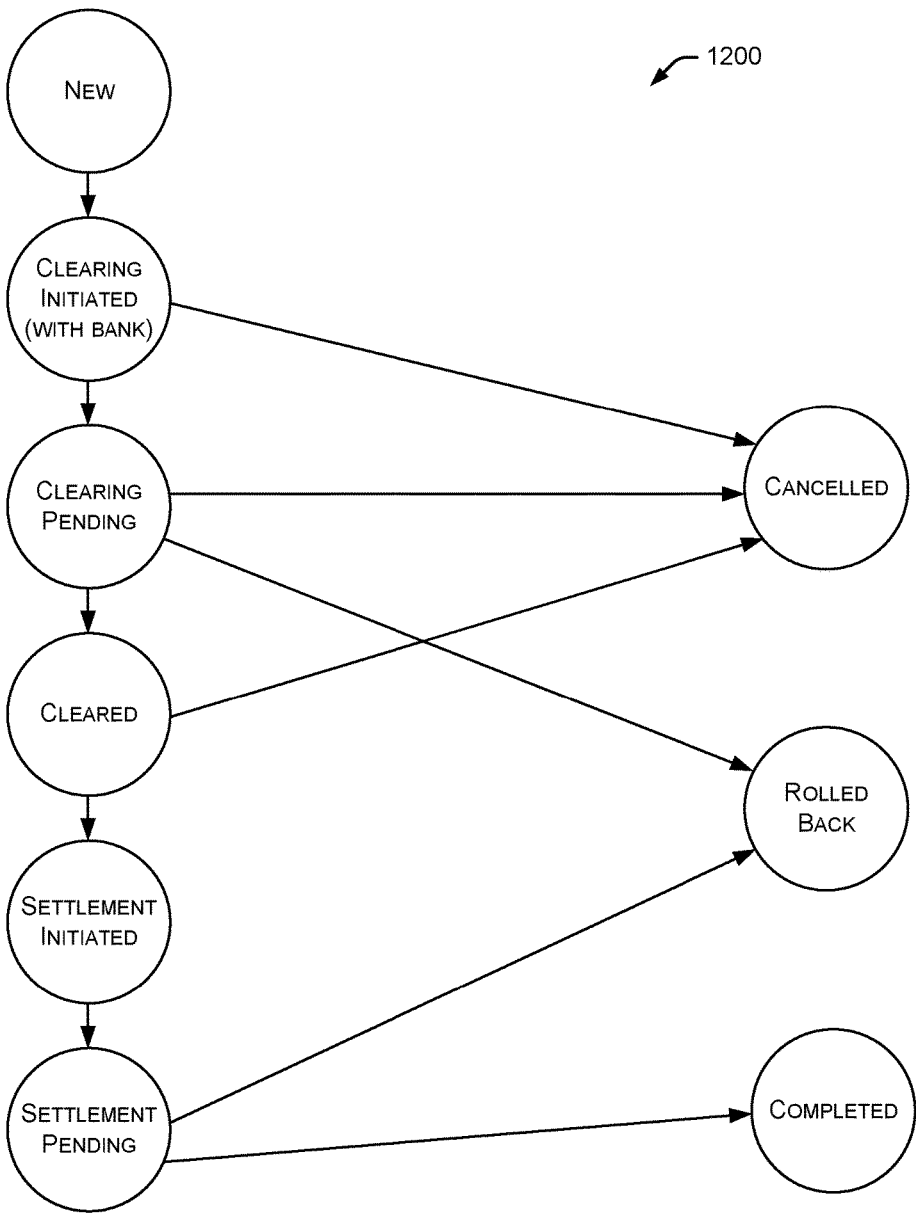 1200
NEW
CLEARING
INITIATED
(WITH BANK)
CLEARING
PENDING
CANCELLED
CLEARED
ROLLED
BACK
SETTLEMENT
INITIATED
SETTLEMENT
PENDING
COMPLETED